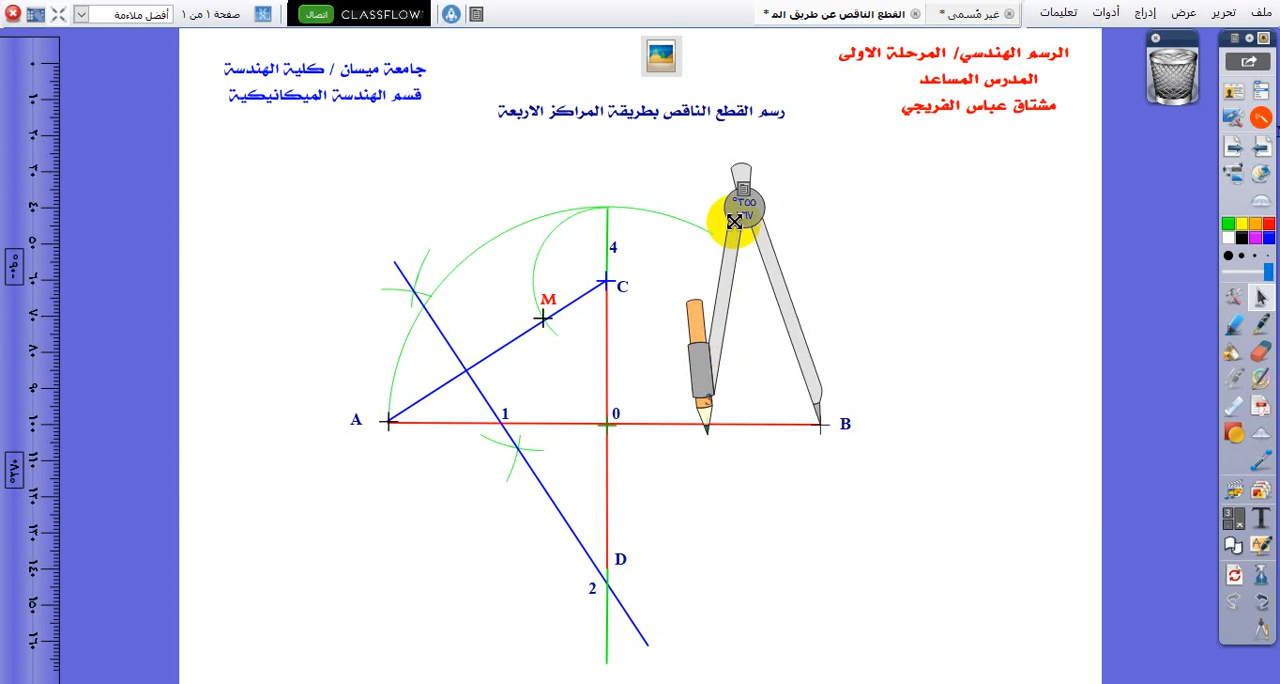 ملف تحرير عرض إدراج أدوات تعليمات
غير مُسمى *
القطع الناقص عن طريق الم *
اتصال CLASSFLOW
صفحة ١ من ١
أفضل ملاءمة
الرسم الهندسي/ المرحلة الاولى
المدرس المساعد
مشتاق عباس الفريجي
جامعة ميسان / كلية الهندسة
قسم الهندسة الميكانيكية
رسم القطع الناقص بطريقة المراكز الاربعة
4
C
M
A
1
0
B
D
2